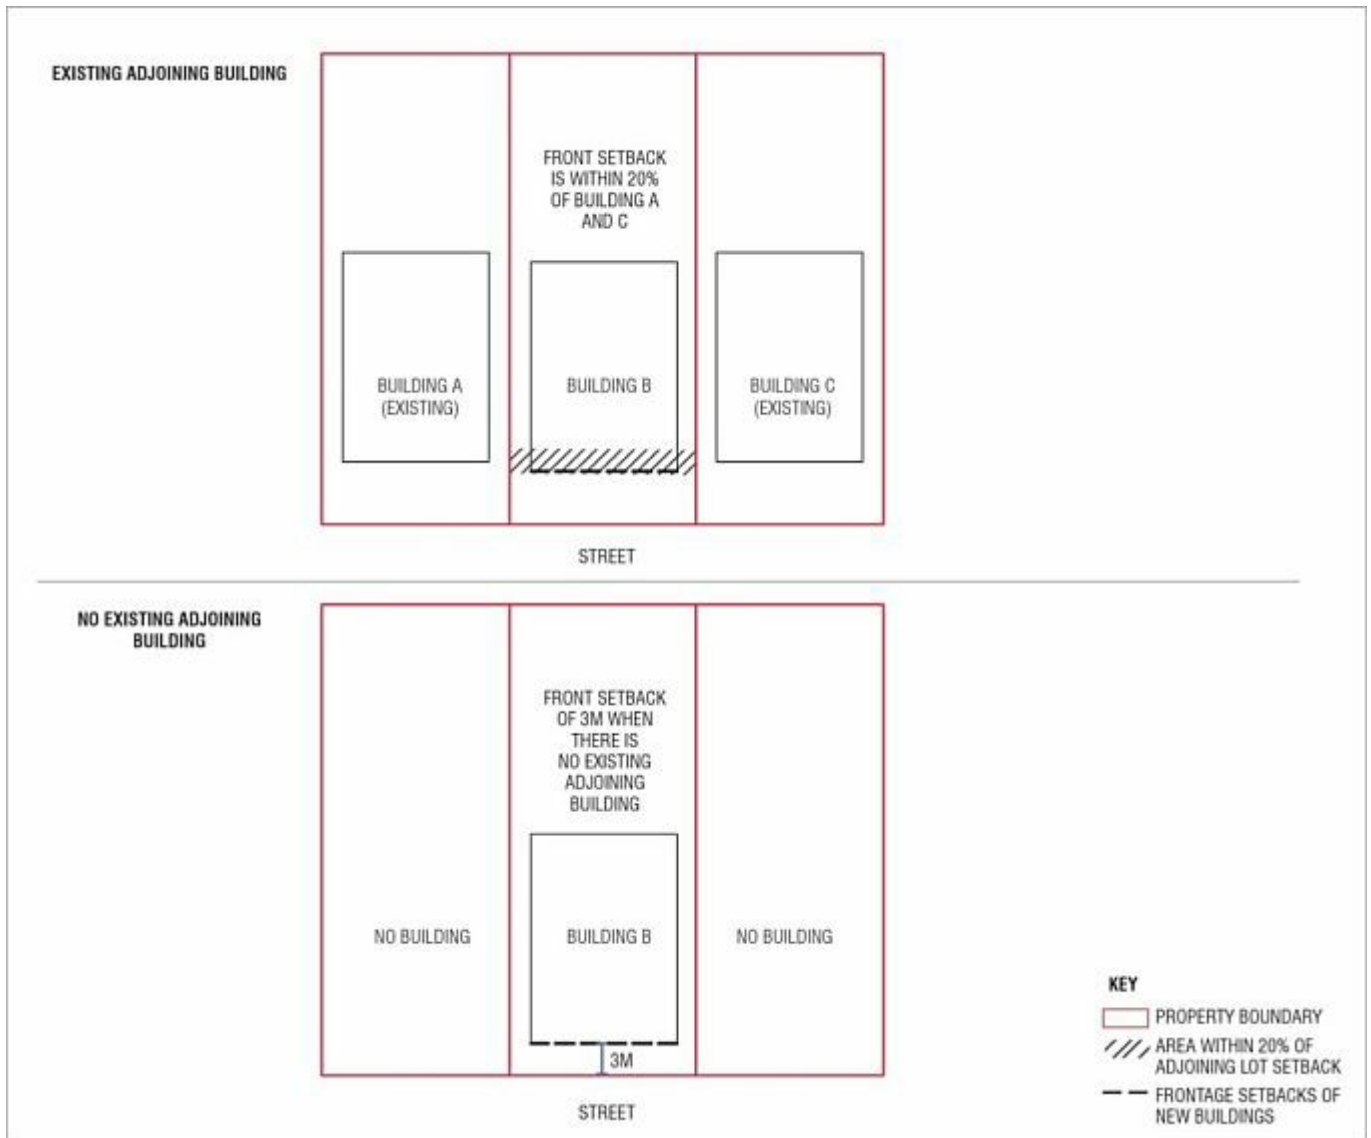 EXISTING ADJOINING BUILDING
FRONT SETBACK
IS WITHIN 20%
OF BUILDING A
AND C
BUILDING A
(EXISTING)
BUILDING B
BUILDING C
(EXISTING)
STREET
NO EXISTING ADJOINING
BUILDING
FRONT SETBACK
OF 3M WHEN
THERE IS
NO EXISTING
ADJOINING
BUILDING
NO BUILDING
BUILDING B
NO BUILDING
3M
STREET
KEY
PROPERTY BOUNDARY
AREA WITHIN 20% OF
ADJOINING LOT SETBACK
FRONTAGE SETBACKS OF
NEW BUILDINGS